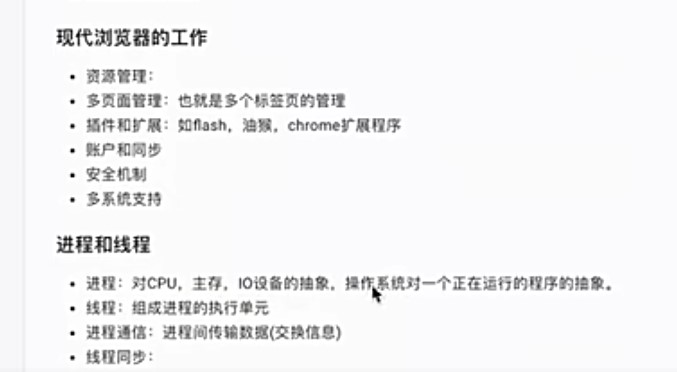 现代浏览器的工作
• 资源管理：
• 多页面管理：也就是多个标签页的管理
• 插件和扩展：如flash，油猴，chrome扩展程序
• 账户和同步
• 安全机制
• 多系统支持
进程和线程
• 进程：对CPU，主存，IO设备的抽象，操作系统对一个正在运行的程序的抽象。
• 线程：组成进程的执行单元
• 进程通信：进程间传输数据(交换信息)
• 线程同步：